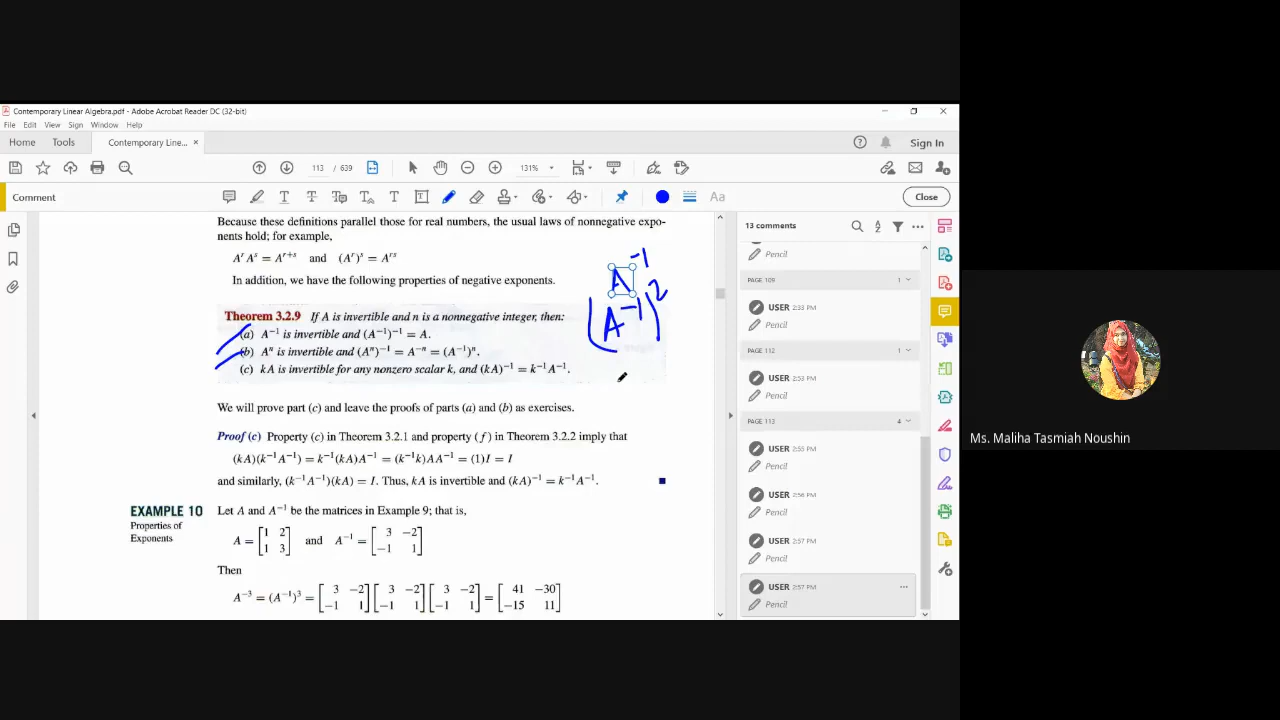 Contemporary Linear Algebra.pdf - Adobe Acrobat Reader DC (32-bit)
File Edit View Sign Window Help
Home Tools Contemporary Line... × Sign In
113 / 639 131%
Comment Aa Close
Because these definitions parallel those for real numbers, the usual laws of nonnegative expo-
nents hold; for example,
A^r A^s = A^{r+s} and (A^r)^s = A^{rs}
In addition, we have the following properties of negative exponents.
A^{-1}
(A^{-1})^2
Theorem 3.2.9 If A is invertible and n is a nonnegative integer, then:
(a) A^{-1} is invertible and (A^{-1})^{-1} = A.
(b) A^n is invertible and (A^n)^{-1} = A^{-n} = (A^{-1})^n.
(c) kA is invertible for any nonzero scalar k, and (kA)^{-1} = k^{-1}A^{-1}.
We will prove part (c) and leave the proofs of parts (a) and (b) as exercises.
Proof (c) Property (c) in Theorem 3.2.1 and property (f) in Theorem 3.2.2 imply that
(kA)(k^{-1}A^{-1}) = k^{-1}(kA)A^{-1} = (k^{-1}k)AA^{-1} = (1)I = I
and similarly, (k^{-1}A^{-1})(kA) = I. Thus, kA is invertible and (kA)^{-1} = k^{-1}A^{-1}.
EXAMPLE 10
Properties of
Exponents
Let A and A^{-1} be the matrices in Example 9; that is,
A = [1 2; 1 3] and A^{-1} = [3 −2; −1 1]
Then
A^{-3} = (A^{-1})^3 = [3 −2; −1 1] [3 −2; −1 1] [3 −2; −1 1] = [41 −30; −15 11]
13 comments
Pencil
PAGE 109 1
USER 2:33 PM
Pencil
PAGE 112 1
USER 2:53 PM
Pencil
PAGE 113 4
USER 2:55 PM
Pencil
USER 2:56 PM
Pencil
USER 2:57 PM
Pencil
USER 2:57 PM
Pencil
Ms. Maliha Tasmiah Noushin